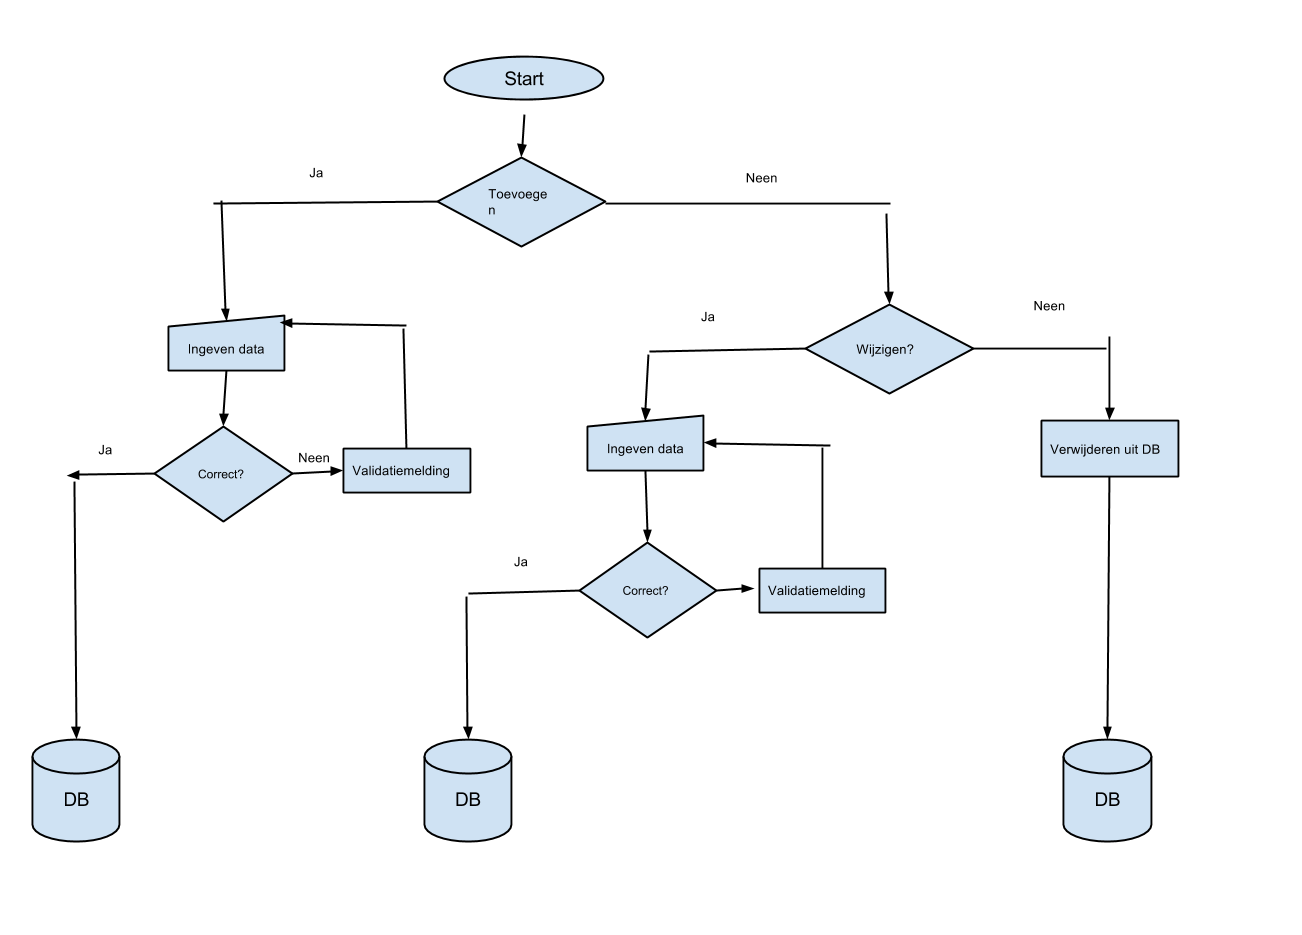 Start
Ja
Neen
Toevoege
n
Neen
Ja
Ingeven data
Wijzigen?
Ja
Neen
Ingeven data
Verwijderen uit DB
Correct?
Validatiemelding
Ja
Correct?
Validatiemelding
DB
DB
DB